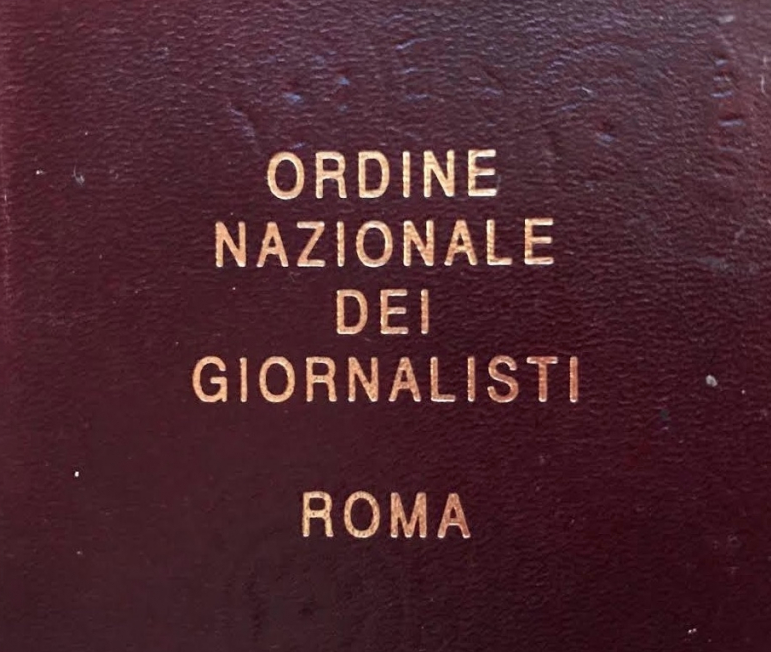 ORDINE
NAZIONALE
DEI
GIORNALISTI
ROMA